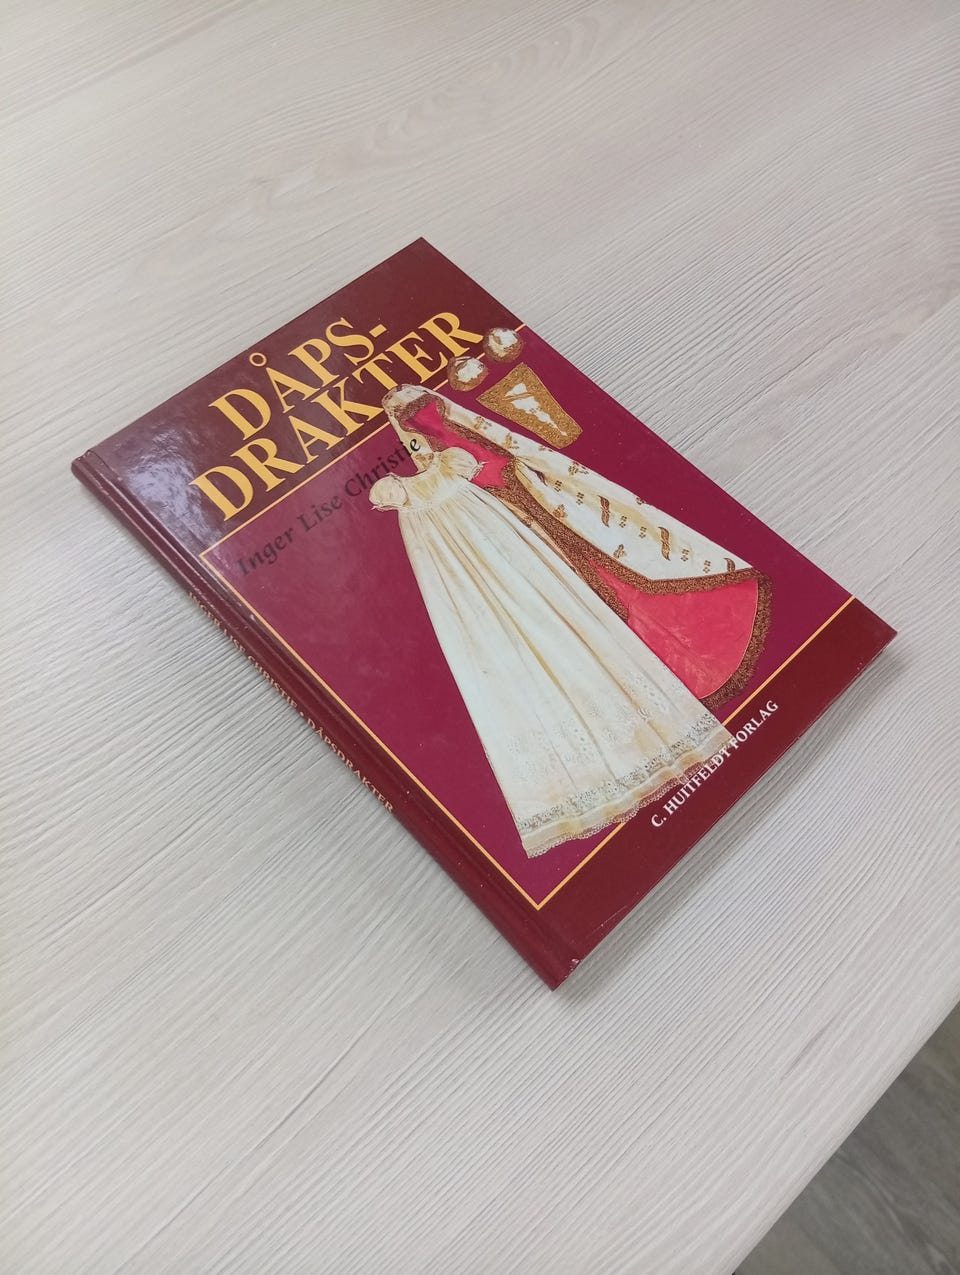 DÅPS-
DRAKTER
Inger Lise Christie
C. HUITFELDT FORLAG
INGER LISE CHRISTIE • DÅPSDRAKTER